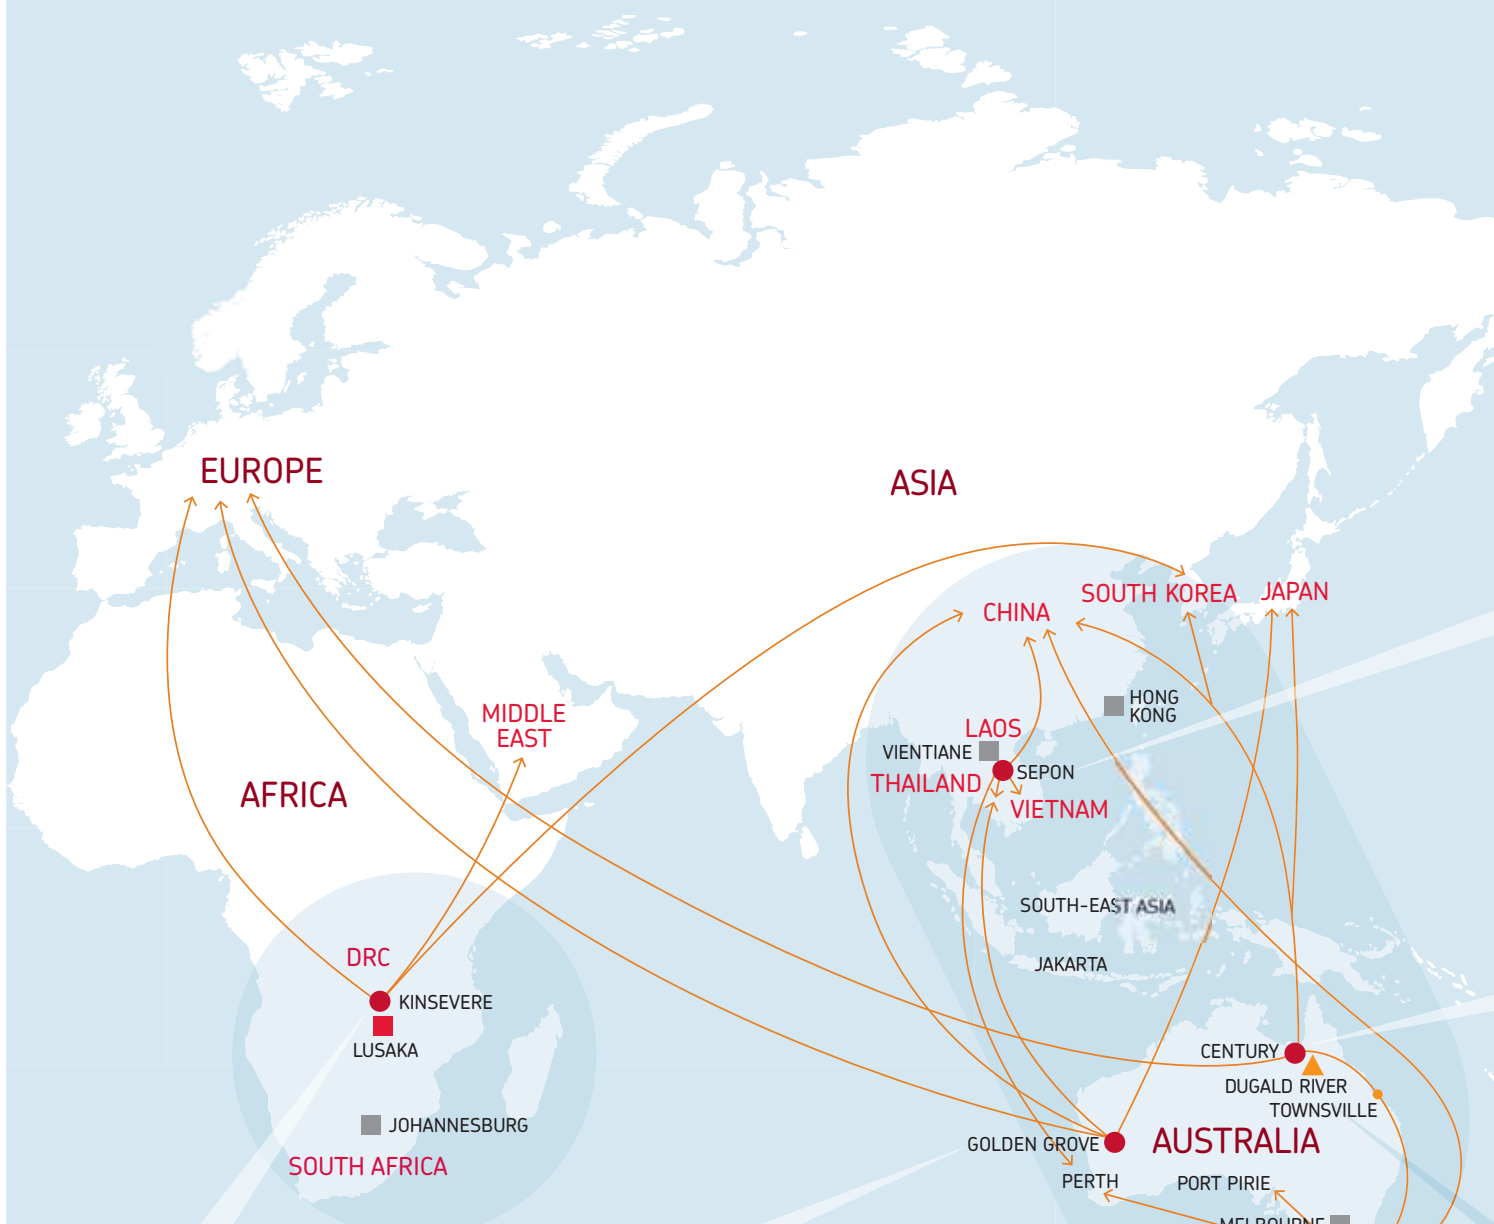 EUROPE
ASIA
SOUTH KOREA
JAPAN
CHINA
HONG
KONG
MIDDLE
EAST
LAOS
VIENTIANE
SEPON
THAILAND
VIETNAM
AFRICA
SOUTH-EAST ASIA
DRC
JAKARTA
KINSEVERE
LUSAKA
CENTURY
DUGALD RIVER
TOWNSVILLE
JOHANNESBURG
GOLDEN GROVE
AUSTRALIA
SOUTH AFRICA
PERTH
PORT PIRIE
MELBOURNE